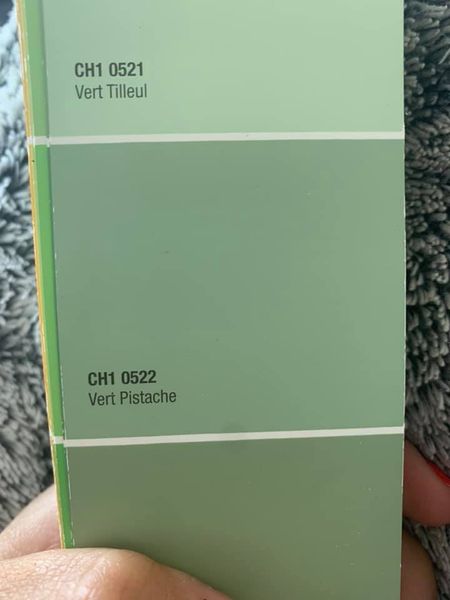 CH1 0521
Vert Tilleul
CH1 0522
Vert Pistache